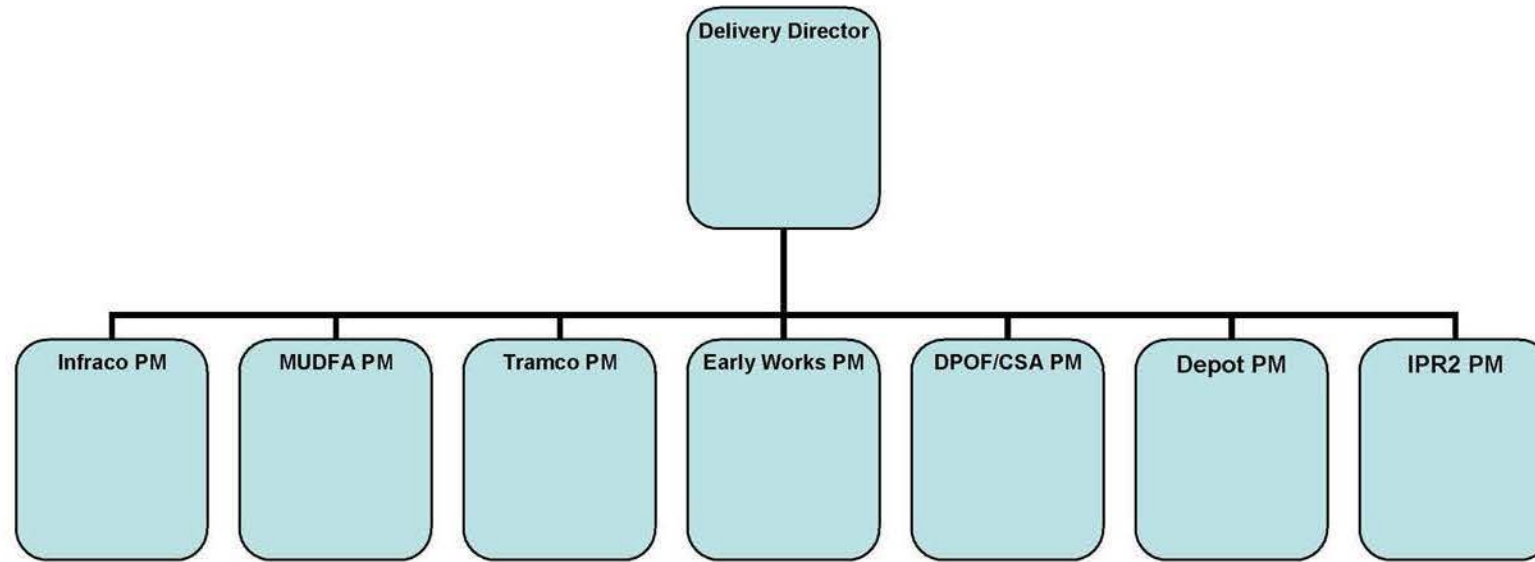 Delivery Director
Infraco PM
MUDFA PM
Tramco PM
Early Works PM
DPOF/CSA PM
Depot PM
IPR2 PM